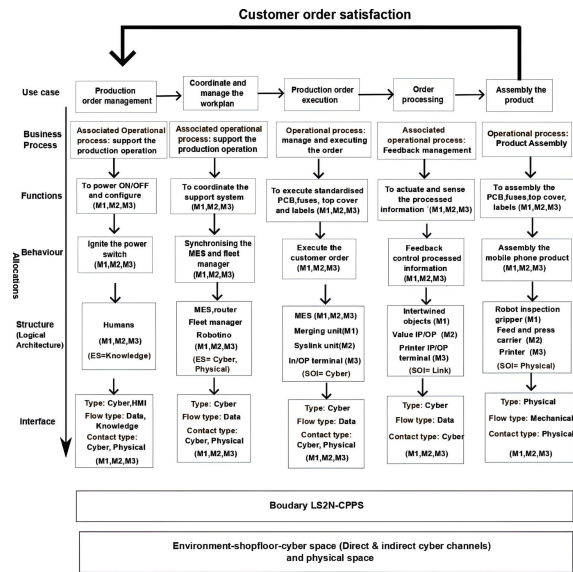 Customer order satisfaction
Use case
Production
order management
Coordinate and
manage the
workplan
Production order
execution
Order
processing
Assembly the
product
Business
Process
Associated Operational
process: support the
production operation
Associated operational
process: support the
production operation
Operational process:
manage and executing
the order
Associated
operational process:
Feedback management
Operational process:
Product Assembly
Functions
To power ON/OFF
and configure
(M1,M2,M3)
To coordinate the
support system
(M1,M2,M3)
To execute standardised
PCB,fuses, top cover
and labels (M1,M2,M3)
To actuate and sense
the processed
information `(M1,M2,M3)
To assembly the
PCB,fuses,top cover,
labels (M1,M2,M3)
Allocations
Behaviour
Ignite the power
switch
(M1,M2,M3)
Synchronising the
MES and fleet
manager
(M1,M2,M3)
Execute the
customer order
(M1,M2,M3)
Feedback
control processed
information
(M1,M2,M3)
Assembly the
mobile phone product
(M1,M2,M3)
Structure
(Logical
Architecture)
Humans
(M1,M2,M3)
(ES=Knowledge)
MES,router
Fleet manager
Robotino
(M1,M2,M3)
(ES= Cyber,
Physical)
MES (M1,M2,M3)
Merging unit(M1)
Syslink unit(M2)
In/OP terminal (M3)
(SOI= Cyber)
Intertwined
objects (M1)
Value IP/OP (M2)
Printer IP/OP
terminal (M3)
(SOI= Link)
Robot inspection
gripper (M1)
Feed and press
carrier (M2)
Printer (M3)
(SOI= Physical)
Interface
Type: Cyber,HMI
Flow type: Data,
Knowledge
Contact type:
Cyber, Physical
(M1,M2,M3)
Type: Cyber
Flow type: Data
Contact type:
Cyber, Physical
(M1,M2,M3)
Type: Cyber
Flow type: Data
Contact type:
Cyber, Physical
(M1,M2,M3)
Type: Cyber
Flow type: Data
Contact type: Cyber
(M1,M2,M3)
Type: Physical
Flow type: Mechanical
Contact type: Physical
(M1,M2,M3)
Boudary LS2N-CPPS
Environment-shopfloor-cyber space (Direct & indirect cyber channels)
and physical space